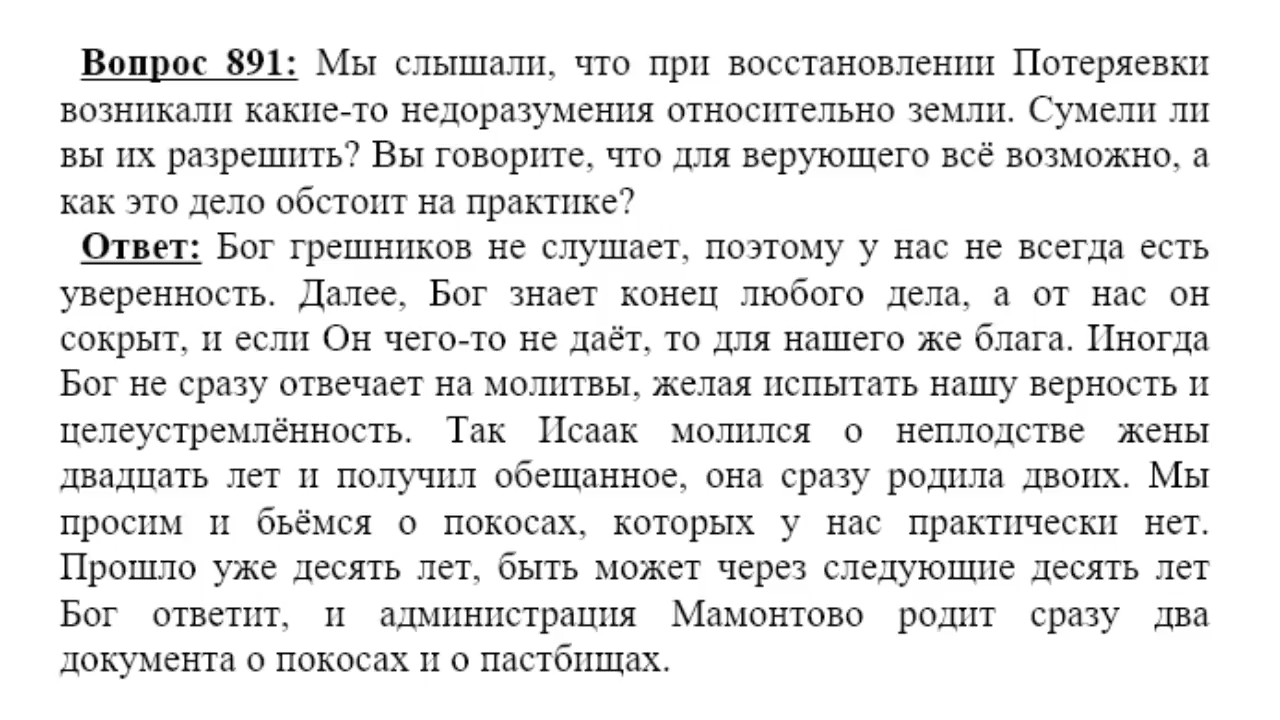 Вопрос 891: Мы слышали, что при восстановлении Потеряевки
возникали какие-то недоразумения относительно земли. Сумели ли
вы их разрешить? Вы говорите, что для верующего всё возможно, а
как это дело обстоит на практике?
Ответ: Бог грешников не слушает, поэтому у нас не всегда есть
уверенность. Далее, Бог знает конец любого дела, а от нас он
сокрыт, и если Он чего-то не даёт, то для нашего же блага. Иногда
Бог не сразу отвечает на молитвы, желая испытать нашу верность и
целеустремлённость. Так Исаак молился о неплодстве жены
двадцать лет и получил обещанное, она сразу родила двоих. Мы
просим и бьёмся о покосах, которых у нас практически нет.
Прошло уже десять лет, быть может через следующие десять лет
Бог ответит, и администрация Мамонтово родит сразу два
документа о покосах и о пастбищах.